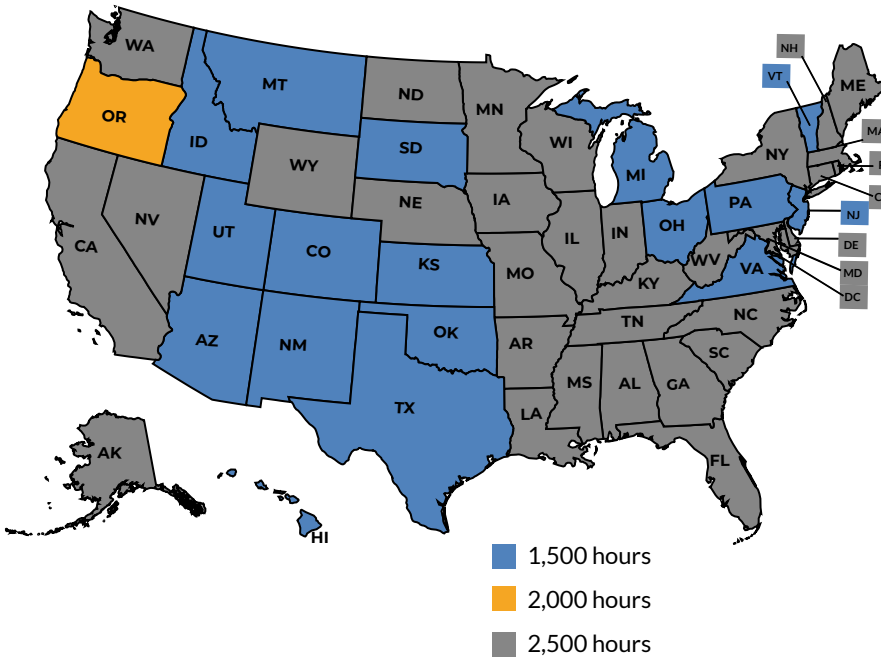 NH
WA
VT
ME
MT
ND
MN
OR
MA
ID
SD
WI
NY
WY
MI
R
IA
PA
C
NE
OH
NJ
NV
UT
IL
IN
CA
CO
KS
WV
DE
MO
VA
MD
KY
DC
NC
TN
OK
AZ
NM
AR
SC
MS
AL
GA
TX
LA
AK
FL
HI
1,500 hours
2,000 hours
2,500 hours